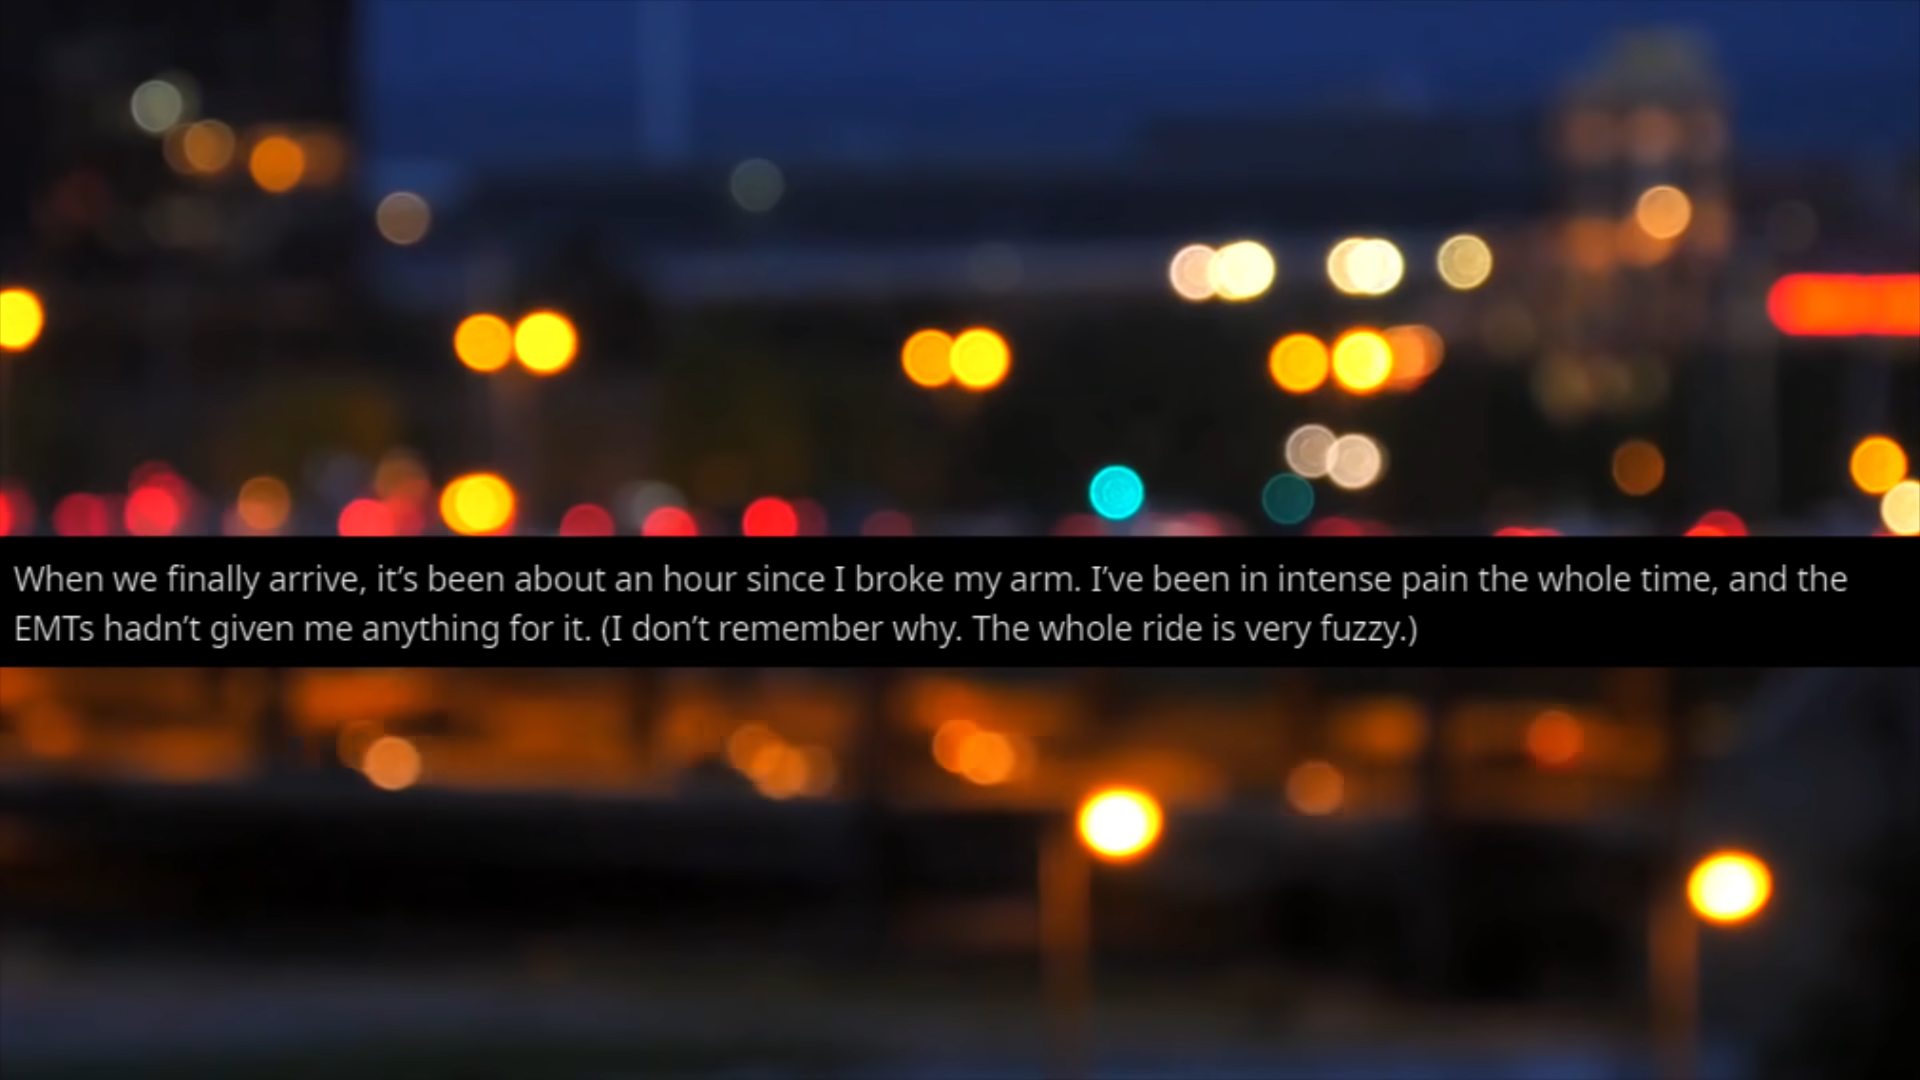 When we finally arrive, it’s been about an hour since I broke my arm. I’ve been in intense pain the whole time, and the
EMTs hadn’t given me anything for it. (I don’t remember why. The whole ride is very fuzzy.)